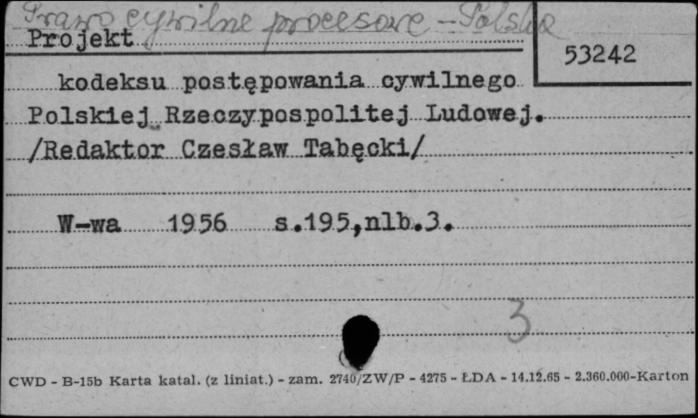 Prawo cywilne procesowe - Polska
Projekt
53242
kodeksu postępowania cywilnego
Polskiej Rzeczypospolitej Ludowej.
/Redaktor Czesław Tabęcki/
W-wa 1956 s.195,nlb.3.
3
CWD - B-15b Karta katal. (z liniat.) - zam. 2740/ZW/P - 4275 - ŁDA - 14.12.65 - 2.360.000-Karton